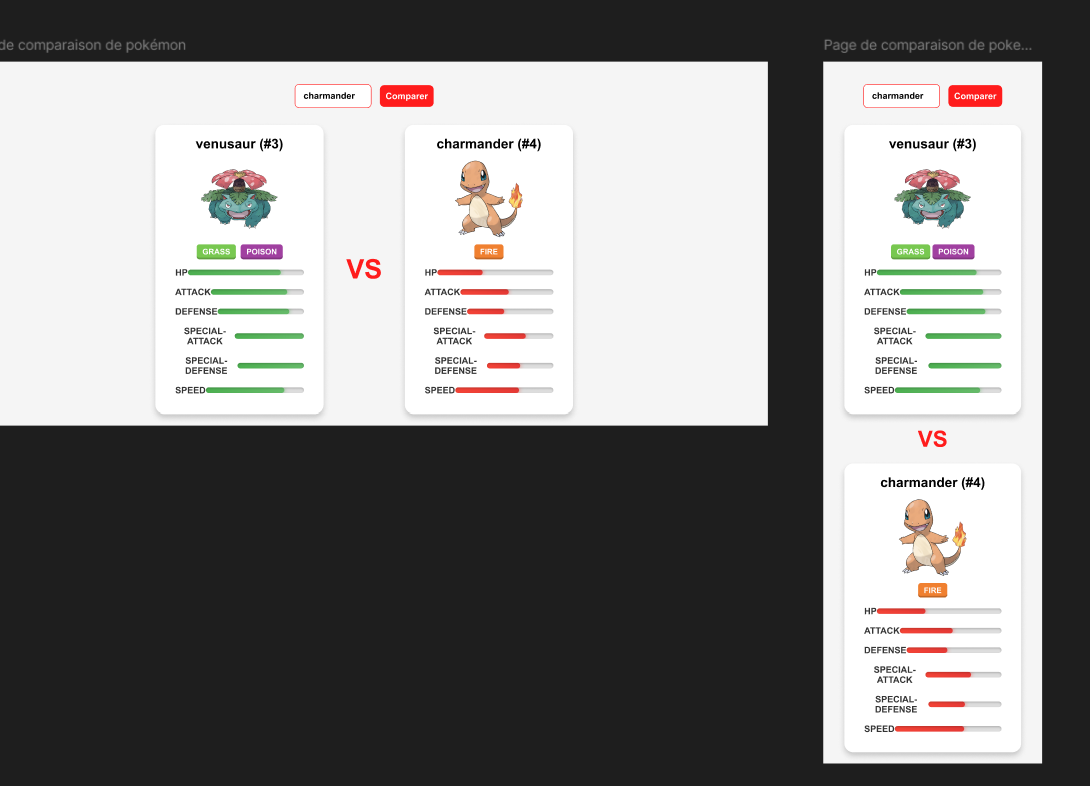 de comparaison de pokémon
charmander Comparer
venusaur (#3)
GRASS POISON
HP
ATTACK
DEFENSE
SPECIAL-
ATTACK
SPECIAL-
DEFENSE
SPEED
VS
charmander (#4)
FIRE
HP
ATTACK
DEFENSE
SPECIAL-
ATTACK
SPECIAL-
DEFENSE
SPEED
Page de comparaison de poke...
charmander Comparer
venusaur (#3)
GRASS POISON
HP
ATTACK
DEFENSE
SPECIAL-
ATTACK
SPECIAL-
DEFENSE
SPEED
VS
charmander (#4)
FIRE
HP
ATTACK
DEFENSE
SPECIAL-
ATTACK
SPECIAL-
DEFENSE
SPEED